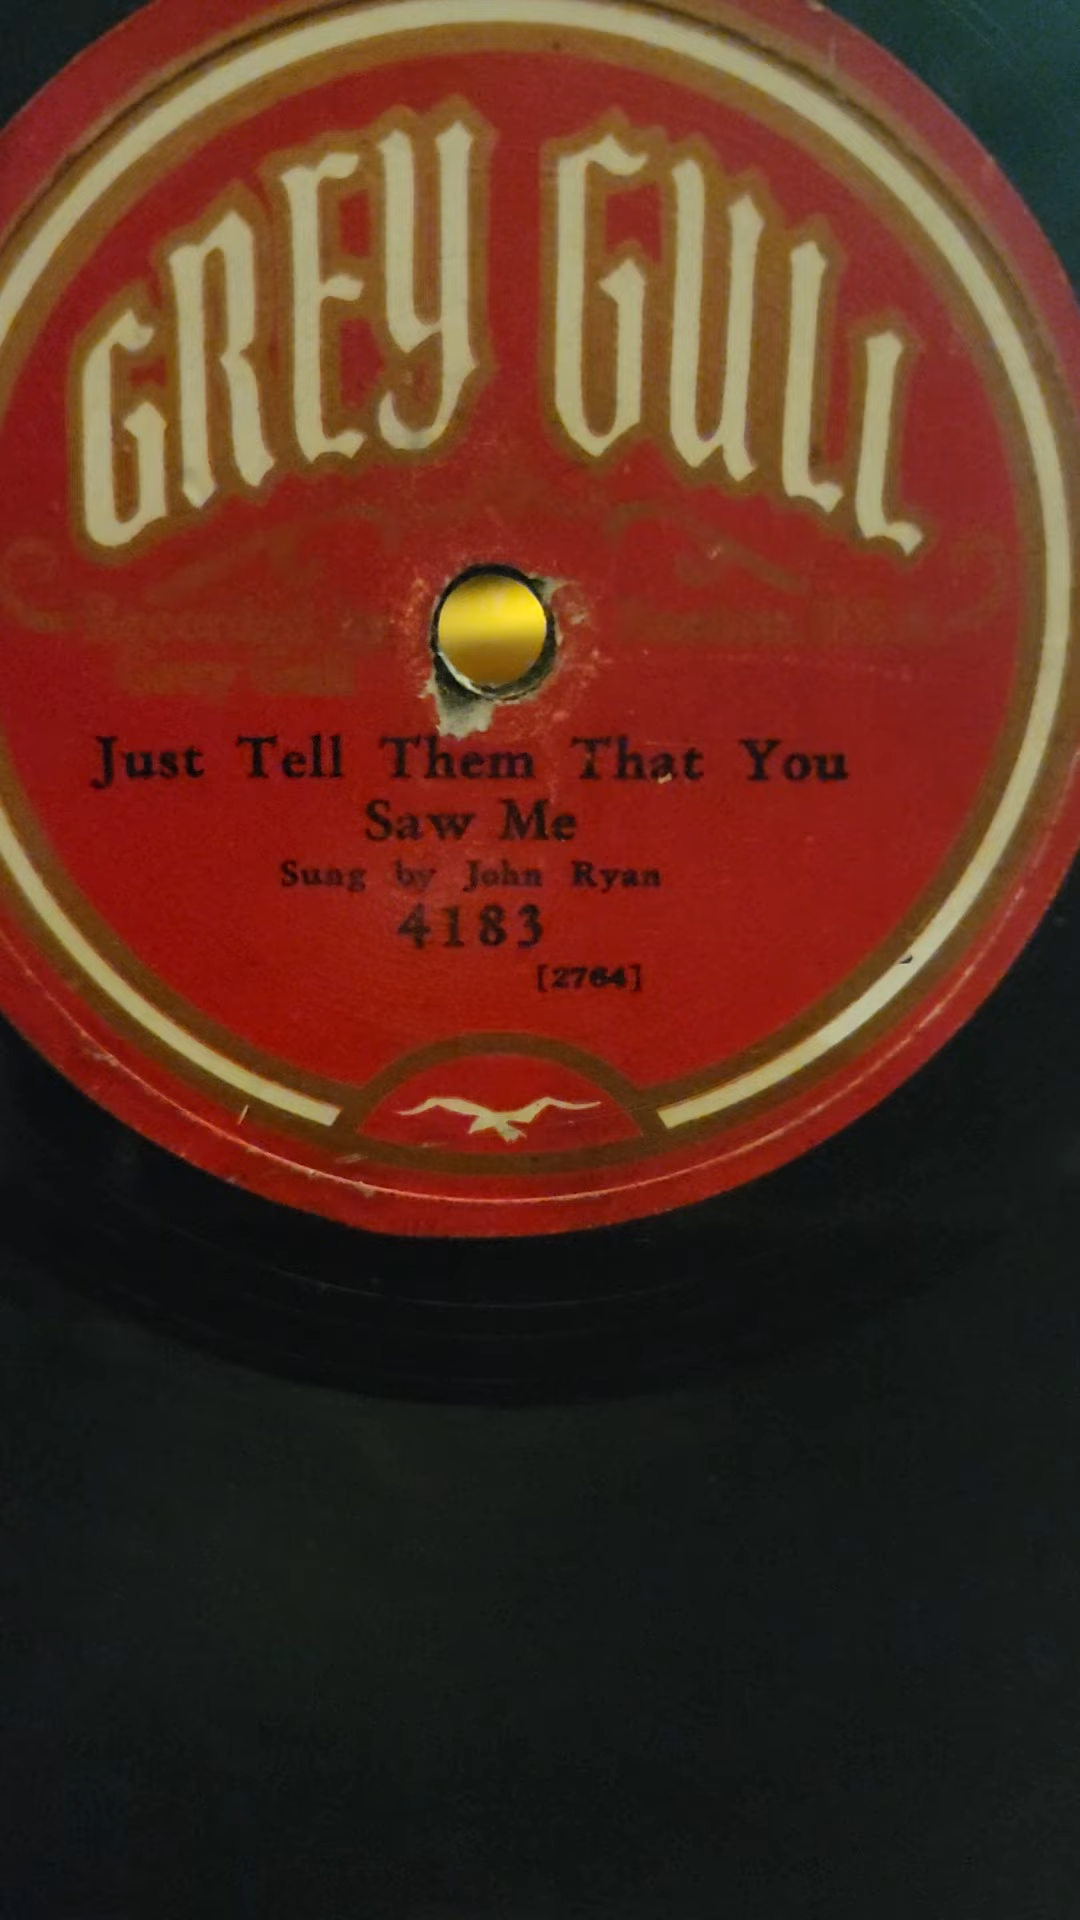 GREY GULL
Just Tell Them That You
Saw Me
Sung by John Ryan
4183
[2764]